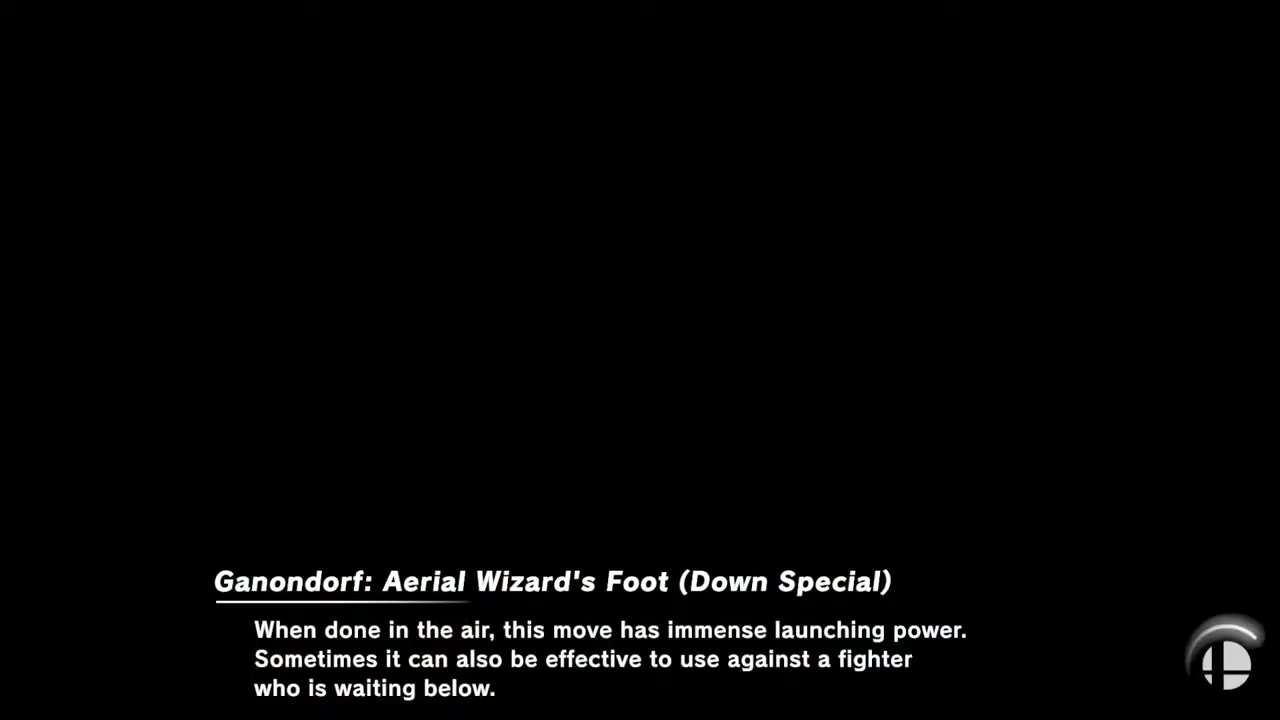 Ganondorf: Aerial Wizard's Foot (Down Special)
When done in the air, this move has immense launching power.
Sometimes it can also be effective to use against a fighter
who is waiting below.